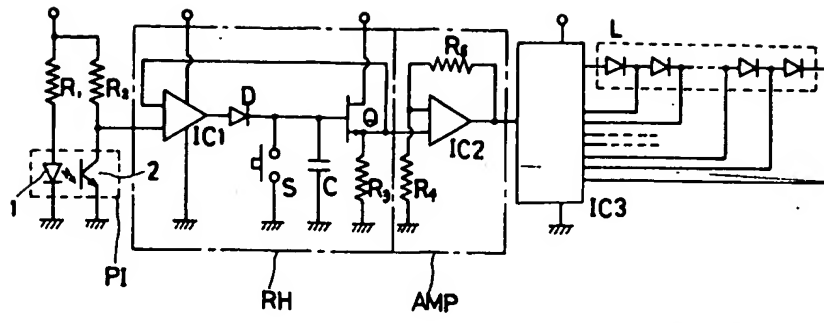 L
R₁
R₂
D
IC1
Q
S
C
R₃
R₅
R₄
IC2
IC3
1
2
PI
RH
AMP